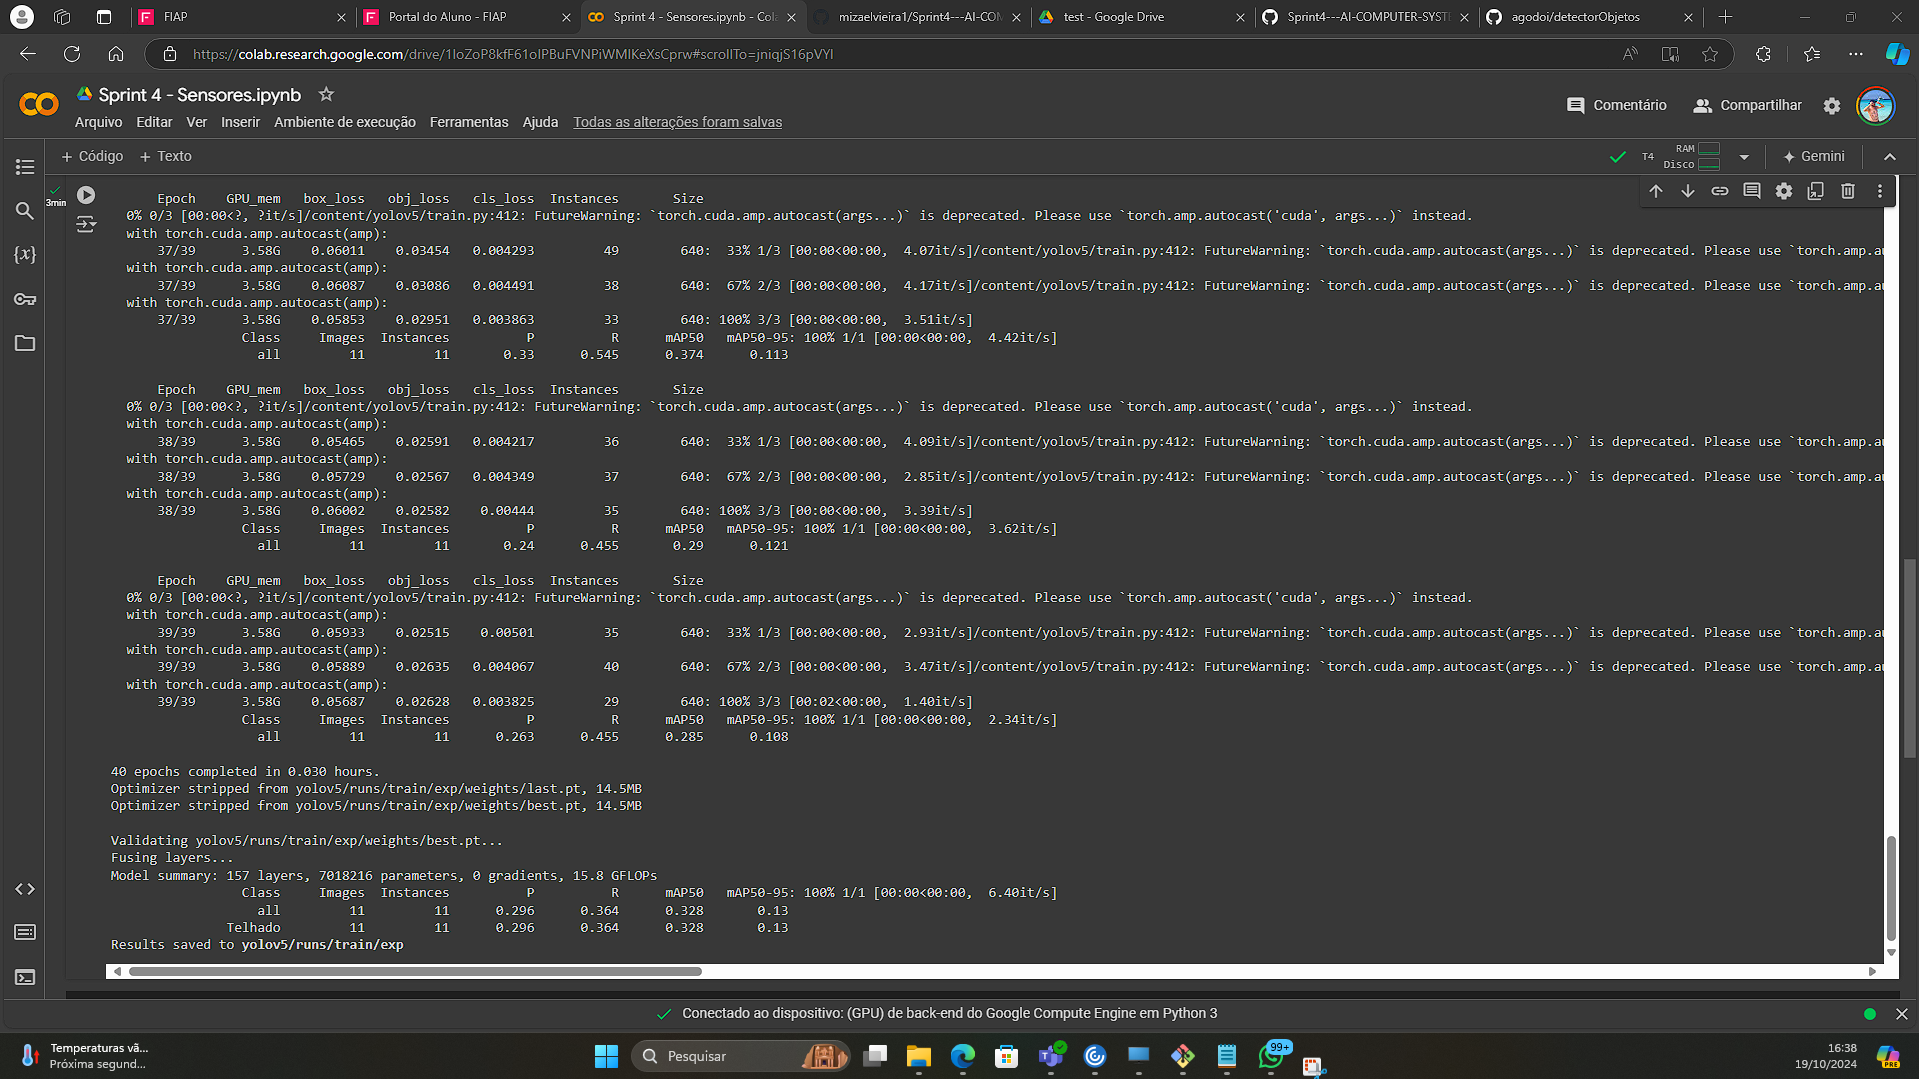 FIAP
Portal do Aluno - FIAP
Sprint 4 - Sensores.ipynb - Cola
mizaelvieira1/Sprint4---AI-COM
test - Google Drive
Sprint4---AI-COMPUTER-SYSTE
agodoi/detectorObjetos
https://colab.research.google.com/drive/1IoZoP8kfF61oIPBuFVNPiWMIKeXsCprw#scrollTo=jniqjS16pVYI
Sprint 4 - Sensores.ipynb
Comentário
Compartilhar
Arquivo Editar Ver Inserir Ambiente de execução Ferramentas Ajuda Todas as alterações foram salvas
+ Código + Texto
T4 RAM Disco
Gemini
3min
Epoch GPU_mem box_loss obj_loss cls_loss Instances Size
0% 0/3 [00:00<?, ?it/s]/content/yolov5/train.py:412: FutureWarning: `torch.cuda.amp.autocast(args...)` is deprecated. Please use `torch.amp.autocast('cuda', args...)` instead.
with torch.cuda.amp.autocast(amp):
37/39 3.58G 0.06011 0.03454 0.004293 49 640: 33% 1/3 [00:00<00:00, 4.07it/s]/content/yolov5/train.py:412: FutureWarning: `torch.cuda.amp.autocast(args...)` is deprecated. Please use `torch.amp.au
with torch.cuda.amp.autocast(amp):
37/39 3.58G 0.06087 0.03086 0.004491 38 640: 67% 2/3 [00:00<00:00, 4.17it/s]/content/yolov5/train.py:412: FutureWarning: `torch.cuda.amp.autocast(args...)` is deprecated. Please use `torch.amp.au
with torch.cuda.amp.autocast(amp):
37/39 3.58G 0.05853 0.02951 0.003863 33 640: 100% 3/3 [00:00<00:00, 3.51it/s]
Class Images Instances P R mAP50 mAP50-95: 100% 1/1 [00:00<00:00, 4.42it/s]
all 11 11 0.33 0.545 0.374 0.113
Epoch GPU_mem box_loss obj_loss cls_loss Instances Size
0% 0/3 [00:00<?, ?it/s]/content/yolov5/train.py:412: FutureWarning: `torch.cuda.amp.autocast(args...)` is deprecated. Please use `torch.amp.autocast('cuda', args...)` instead.
with torch.cuda.amp.autocast(amp):
38/39 3.58G 0.05465 0.02591 0.004217 36 640: 33% 1/3 [00:00<00:00, 4.09it/s]/content/yolov5/train.py:412: FutureWarning: `torch.cuda.amp.autocast(args...)` is deprecated. Please use `torch.amp.au
with torch.cuda.amp.autocast(amp):
38/39 3.58G 0.05729 0.02567 0.004349 37 640: 67% 2/3 [00:00<00:00, 2.85it/s]/content/yolov5/train.py:412: FutureWarning: `torch.cuda.amp.autocast(args...)` is deprecated. Please use `torch.amp.au
with torch.cuda.amp.autocast(amp):
38/39 3.58G 0.06002 0.02582 0.00444 35 640: 100% 3/3 [00:00<00:00, 3.39it/s]
Class Images Instances P R mAP50 mAP50-95: 100% 1/1 [00:00<00:00, 3.62it/s]
all 11 11 0.24 0.455 0.29 0.121
Epoch GPU_mem box_loss obj_loss cls_loss Instances Size
0% 0/3 [00:00<?, ?it/s]/content/yolov5/train.py:412: FutureWarning: `torch.cuda.amp.autocast(args...)` is deprecated. Please use `torch.amp.autocast('cuda', args...)` instead.
with torch.cuda.amp.autocast(amp):
39/39 3.58G 0.05933 0.02515 0.00501 35 640: 33% 1/3 [00:00<00:00, 2.93it/s]/content/yolov5/train.py:412: FutureWarning: `torch.cuda.amp.autocast(args...)` is deprecated. Please use `torch.amp.au
with torch.cuda.amp.autocast(amp):
39/39 3.58G 0.05889 0.02635 0.004067 40 640: 67% 2/3 [00:00<00:00, 3.47it/s]/content/yolov5/train.py:412: FutureWarning: `torch.cuda.amp.autocast(args...)` is deprecated. Please use `torch.amp.au
with torch.cuda.amp.autocast(amp):
39/39 3.58G 0.05687 0.02628 0.003825 29 640: 100% 3/3 [00:02<00:00, 1.40it/s]
Class Images Instances P R mAP50 mAP50-95: 100% 1/1 [00:00<00:00, 2.34it/s]
all 11 11 0.263 0.455 0.285 0.108
40 epochs completed in 0.030 hours.
Optimizer stripped from yolov5/runs/train/exp/weights/last.pt, 14.5MB
Optimizer stripped from yolov5/runs/train/exp/weights/best.pt, 14.5MB
Validating yolov5/runs/train/exp/weights/best.pt...
Fusing layers...
Model summary: 157 layers, 7018216 parameters, 0 gradients, 15.8 GFLOPs
Class Images Instances P R mAP50 mAP50-95: 100% 1/1 [00:00<00:00, 6.40it/s]
all 11 11 0.296 0.364 0.328 0.13
Telhado 11 11 0.296 0.364 0.328 0.13
Results saved to yolov5/runs/train/exp
Conectado ao dispositivo: (GPU) de back-end do Google Compute Engine em Python 3
Temperaturas vã...
Próxima segund...
Pesquisar
99+
16:38
19/10/2024
PRE